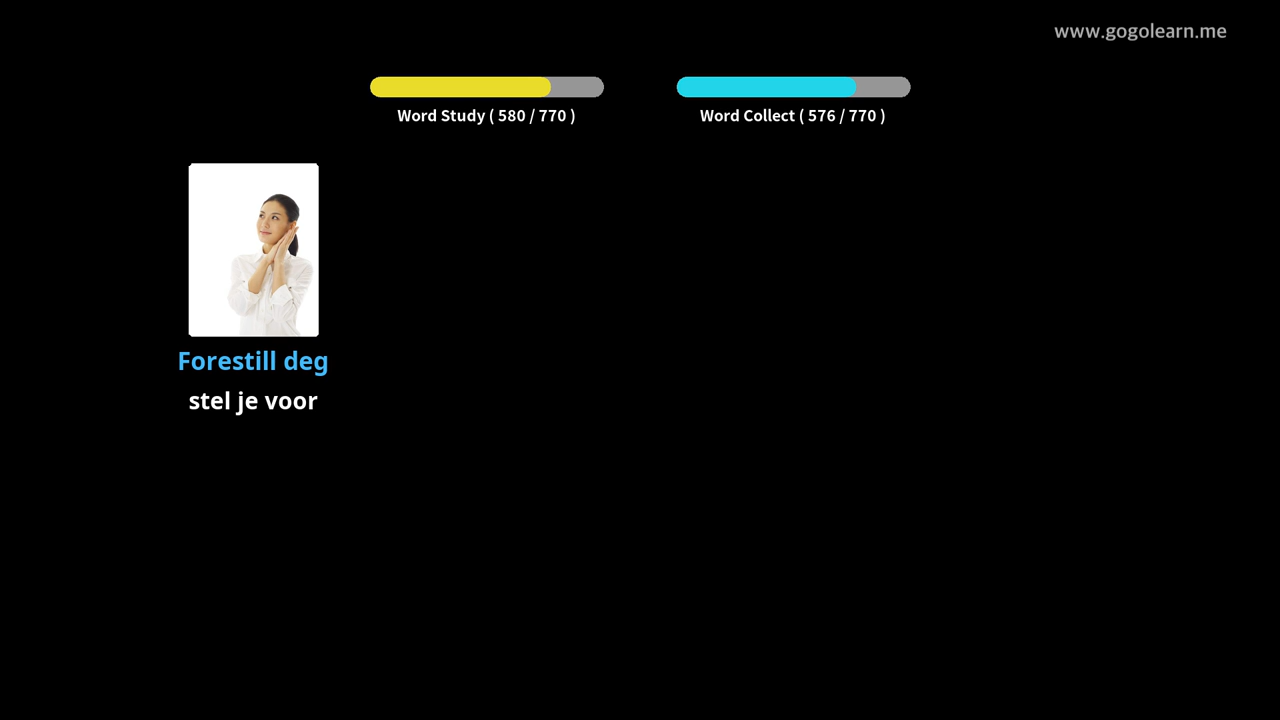 www.gogolearn.me
Word Study ( 580 / 770 )
Word Collect ( 576 / 770 )
Forestill deg
stel je voor